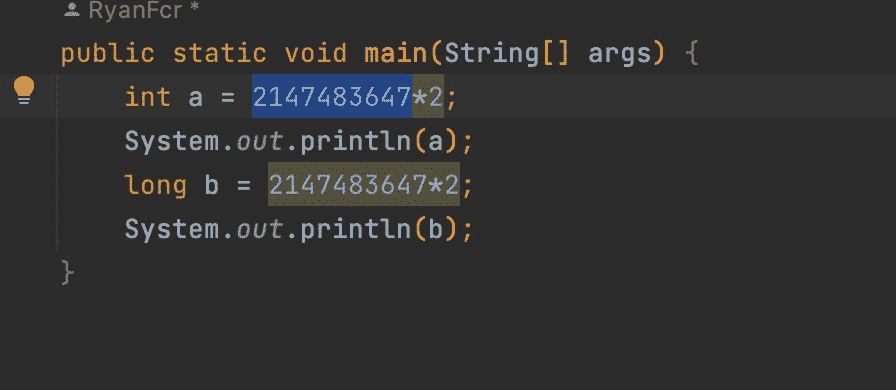 RyanFcr *
public static void main(String[] args) {
    int a = 2147483647*2;
    System.out.println(a);
    long b = 2147483647*2;
    System.out.println(b);
}